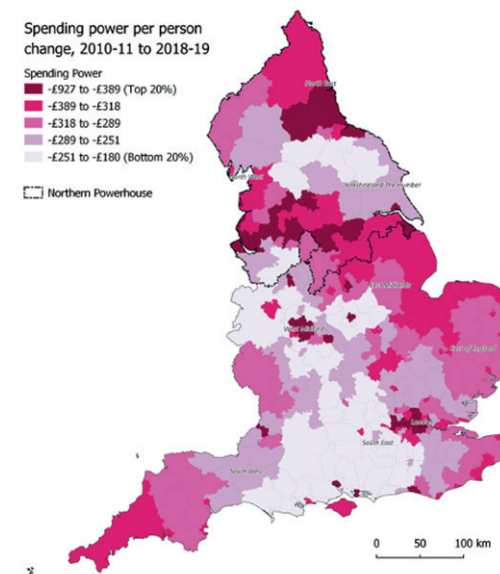 Spending power per person
change, 2010-11 to 2018-19
Spending Power
-£927 to -£389 (Top 20%)
-£389 to -£318
-£318 to -£289
-£289 to -£251
-£251 to -£180 (Bottom 20%)
Northern Powerhouse
North East
North West
Yorkshire and The Humber
East Midlands
West Midlands
East of England
London
South East
South West
0 50 100 km